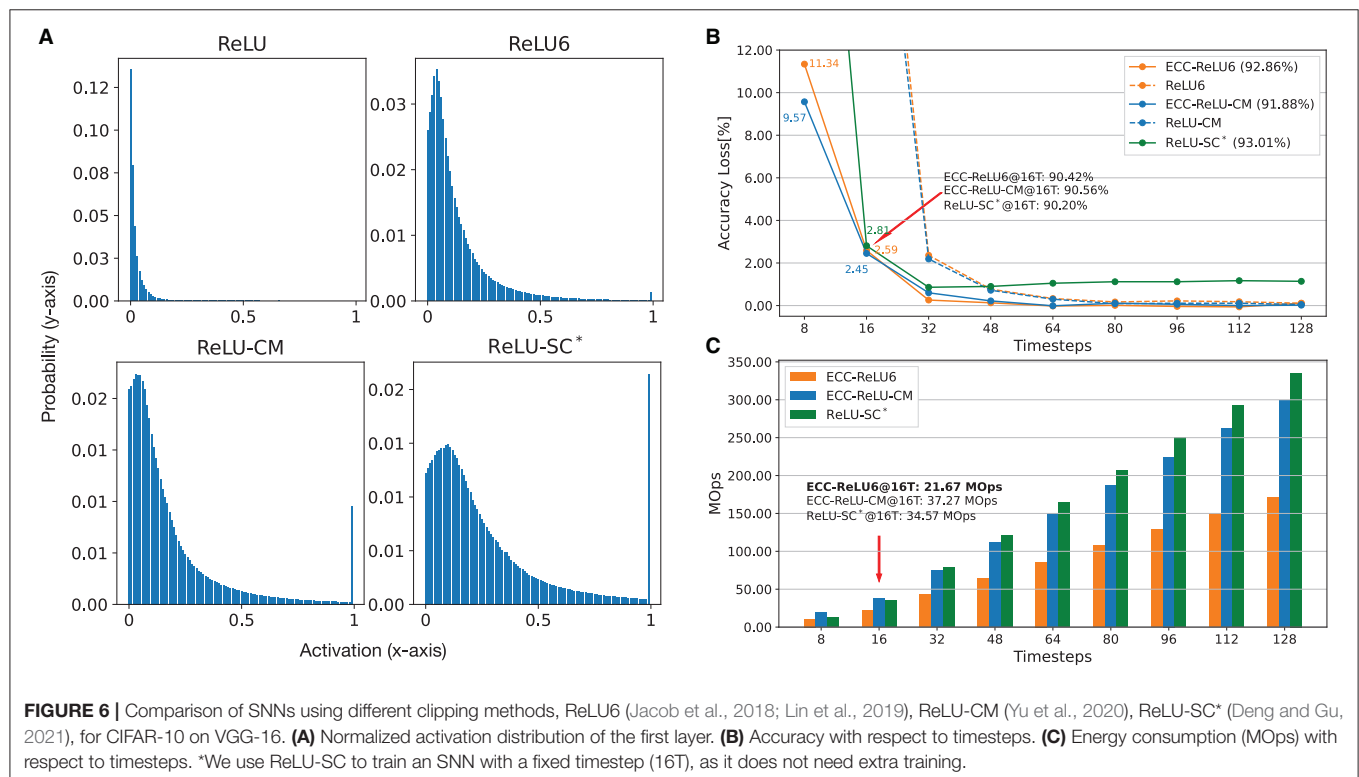 A
ReLU
0.12
0.10
0.07
0.05
0.03
0.00
0
0.5
1
ReLU6
0.03
0.02
0.01
0.00
0
0.5
1
ReLU-CM
0.02
0.01
0.01
0.01
0.00
0
0.5
1
ReLU-SC*
0.02
0.01
0.01
0.01
0.00
0
0.5
1
Probability (y-axis)
Activation (x-axis)
B
12.00
10.00
8.00
6.00
4.00
2.00
0.00
Accuracy Loss[%]
11.34
9.57
2.81
2.59
2.45
ECC-ReLU6 (92.86%)
ReLU6
ECC-ReLU-CM (91.88%)
ReLU-CM
ReLU-SC* (93.01%)
ECC-ReLU6@16T: 90.42%
ECC-ReLU-CM@16T: 90.56%
ReLU-SC*@16T: 90.20%
8 16 32 48 64 80 96 112 128
Timesteps
C
350.00
300.00
250.00
200.00
150.00
100.00
50.00
0.00
MOps
ECC-ReLU6
ECC-ReLU-CM
ReLU-SC*
ECC-ReLU6@16T: 21.67 MOps
ECC-ReLU-CM@16T: 37.27 MOps
ReLU-SC*@16T: 34.57 MOps
8 16 32 48 64 80 96 112 128
Timesteps
FIGURE 6 | Comparison of SNNs using different clipping methods, ReLU6 (Jacob et al., 2018; Lin et al., 2019), ReLU-CM (Yu et al., 2020), ReLU-SC* (Deng and Gu,
2021), for CIFAR-10 on VGG-16. (A) Normalized activation distribution of the first layer. (B) Accuracy with respect to timesteps. (C) Energy consumption (MOps) with
respect to timesteps. *We use ReLU-SC to train an SNN with a fixed timestep (16T), as it does not need extra training.